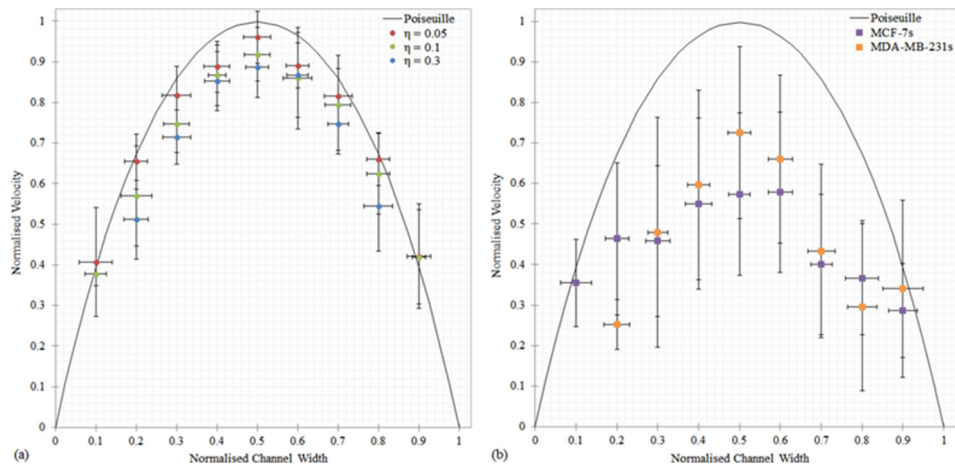 1
0.9
0.8
0.7
0.6
0.5
0.4
0.3
0.2
0.1
0
Normalised Velocity
Poiseuille
η = 0.05
η = 0.1
η = 0.3
0 0.1 0.2 0.3 0.4 0.5 0.6 0.7 0.8 0.9 1
(a) Normalised Channel Width
1
0.9
0.8
0.7
0.6
0.5
0.4
0.3
0.2
0.1
0
Normalised Velocity
Poiseuille
MCF-7s
MDA-MB-231s
0 0.1 0.2 0.3 0.4 0.5 0.6 0.7 0.8 0.9 1
(b) Normalised Channel Width